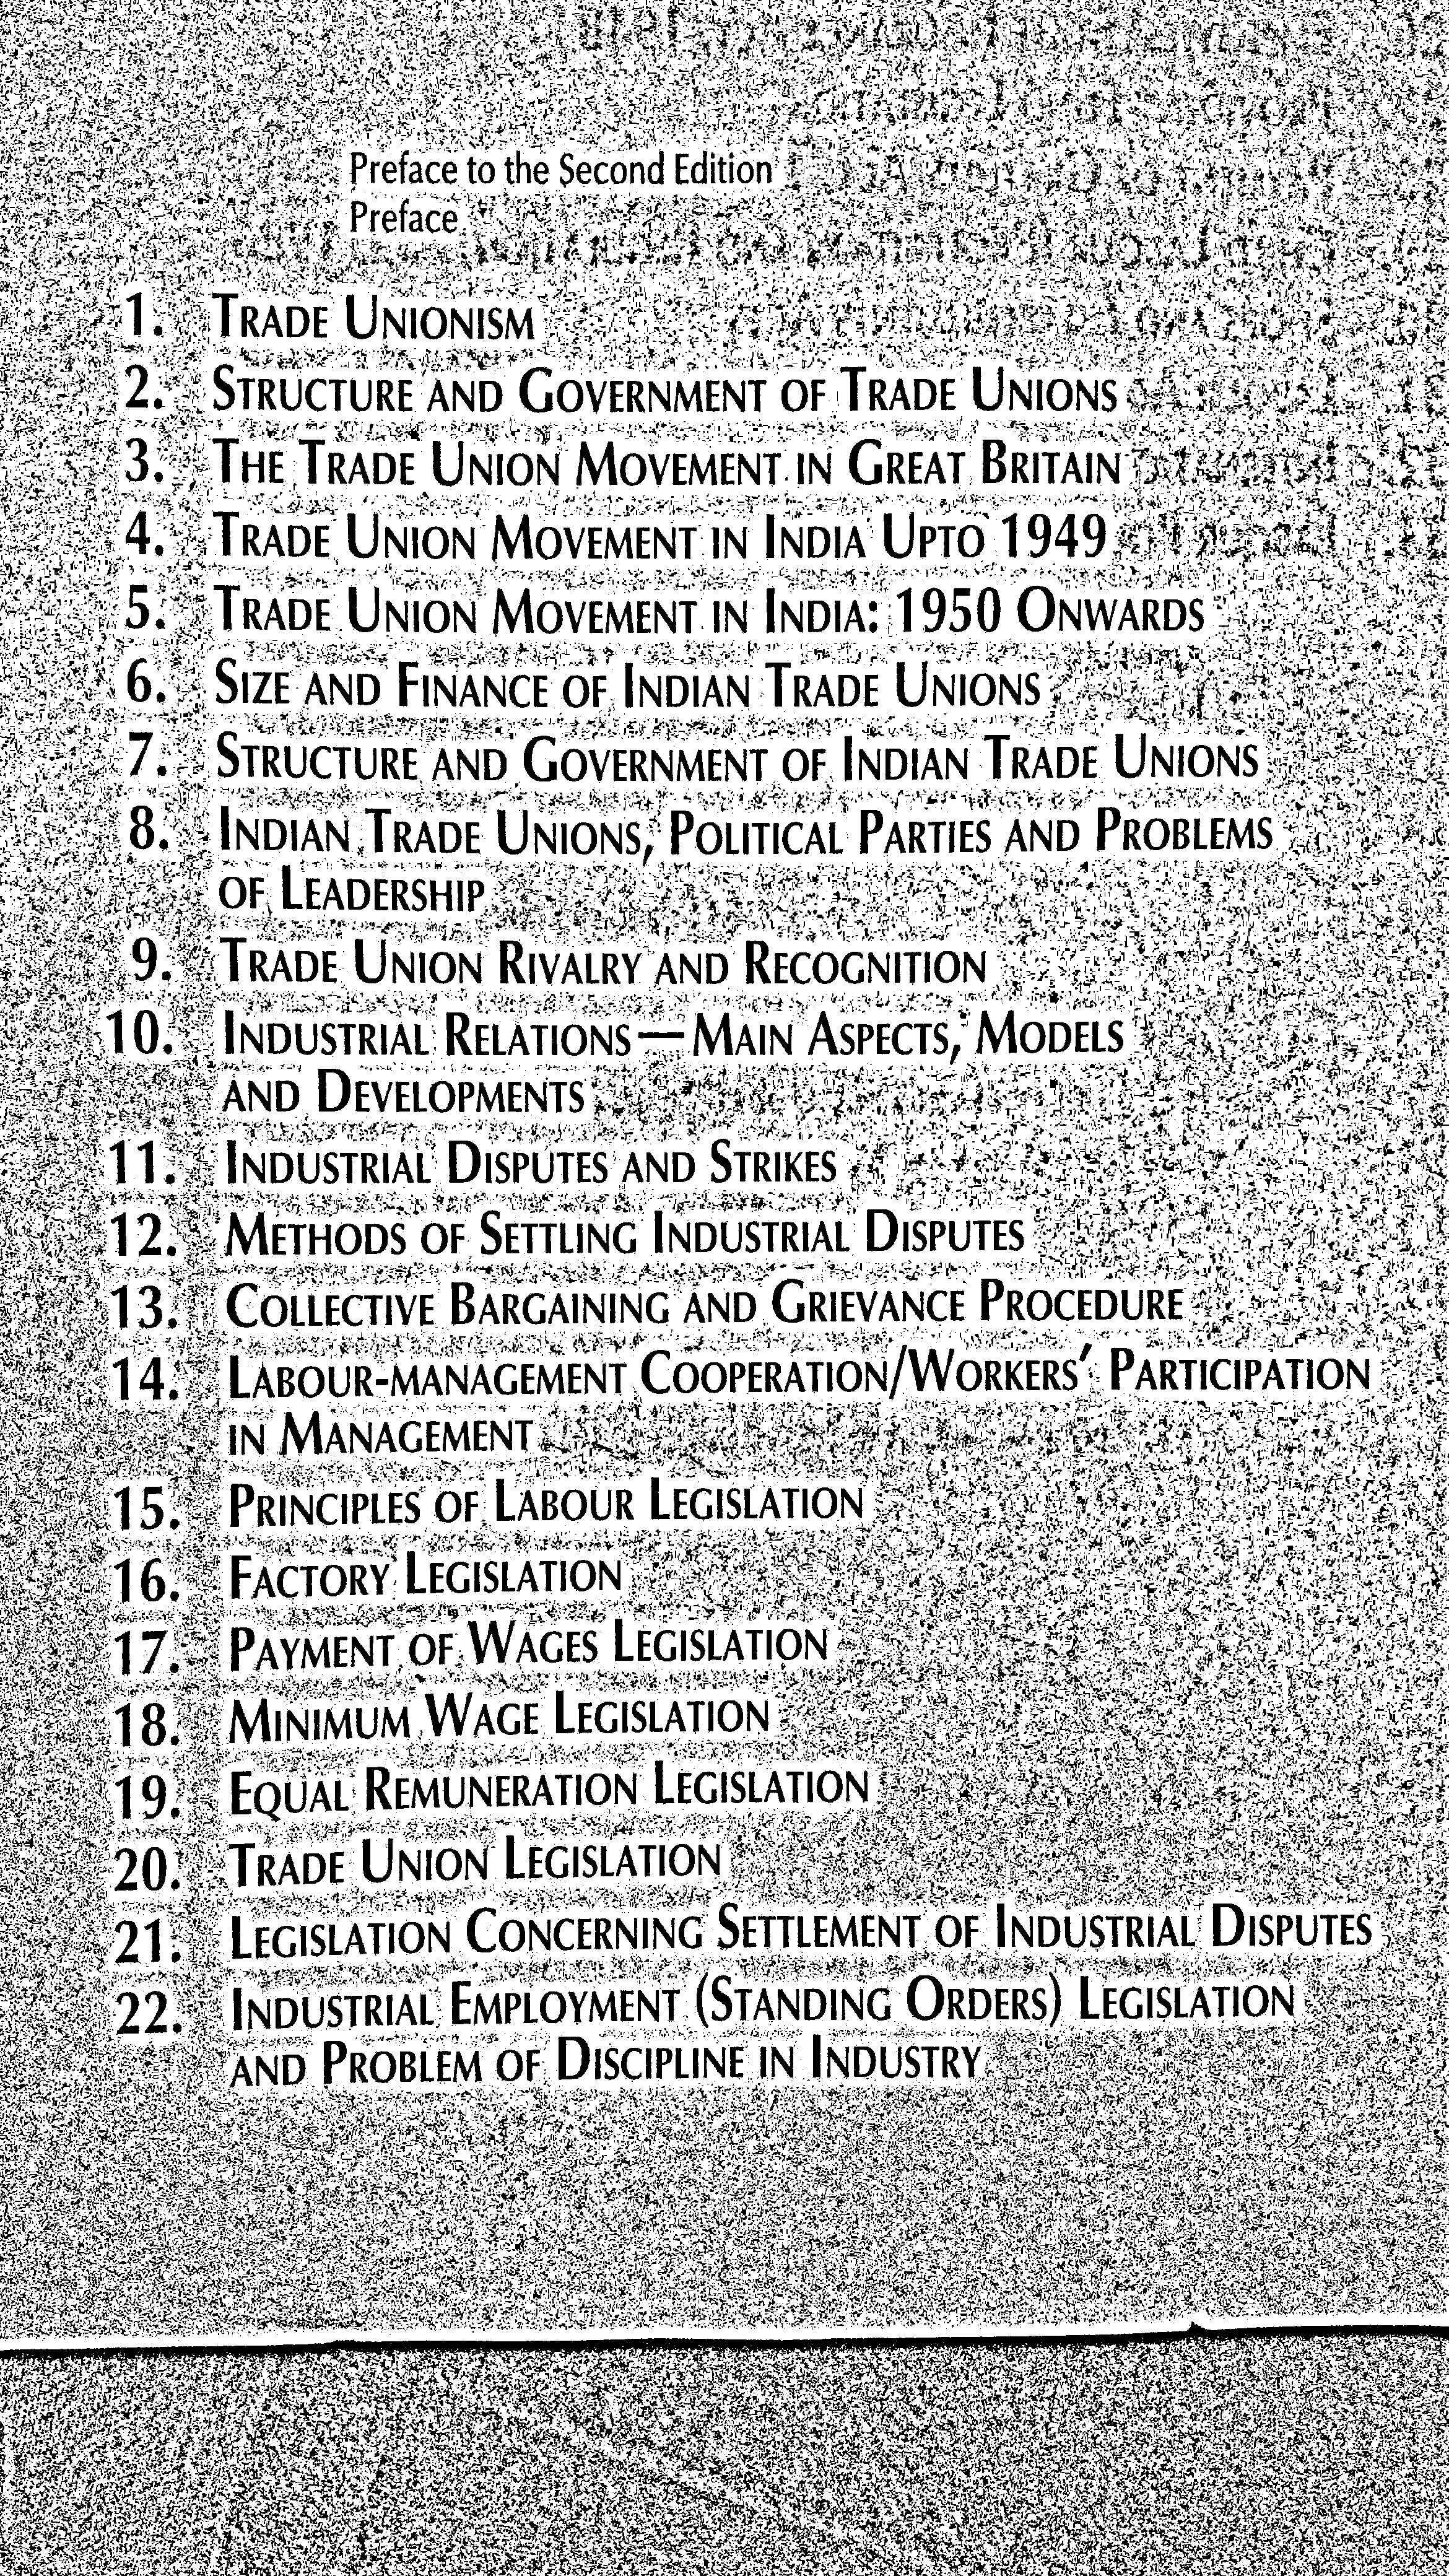 Preface to the Second Edition
Preface
1. TRADE UNIONISM
2. STRUCTURE AND GOVERNMENT OF TRADE UNIONS
3. THE TRADE UNION MOVEMENT IN GREAT BRITAIN
4. TRADE UNION MOVEMENT IN INDIA UPTO 1949
5. TRADE UNION MOVEMENT IN INDIA: 1950 ONWARDS
6. SIZE AND FINANCE OF INDIAN TRADE UNIONS
7. STRUCTURE AND GOVERNMENT OF INDIAN TRADE UNIONS
8. INDIAN TRADE UNIONS, POLITICAL PARTIES AND PROBLEMS
OF LEADERSHIP
9. TRADE UNION RIVALRY AND RECOGNITION
10. INDUSTRIAL RELATIONS—MAIN ASPECTS, MODELS
AND DEVELOPMENTS
11. INDUSTRIAL DISPUTES AND STRIKES
12. METHODS OF SETTLING INDUSTRIAL DISPUTES
13. COLLECTIVE BARGAINING AND GRIEVANCE PROCEDURE
14. LABOUR-MANAGEMENT COOPERATION/WORKERS' PARTICIPATION
IN MANAGEMENT
15. PRINCIPLES OF LABOUR LEGISLATION
16. FACTORY LEGISLATION
17. PAYMENT OF WAGES LEGISLATION
18. MINIMUM WAGE LEGISLATION
19. EQUAL REMUNERATION LEGISLATION
20. TRADE UNION LEGISLATION
21. LEGISLATION CONCERNING SETTLEMENT OF INDUSTRIAL DISPUTES
22. INDUSTRIAL EMPLOYMENT (STANDING ORDERS) LEGISLATION
AND PROBLEM OF DISCIPLINE IN INDUSTRY